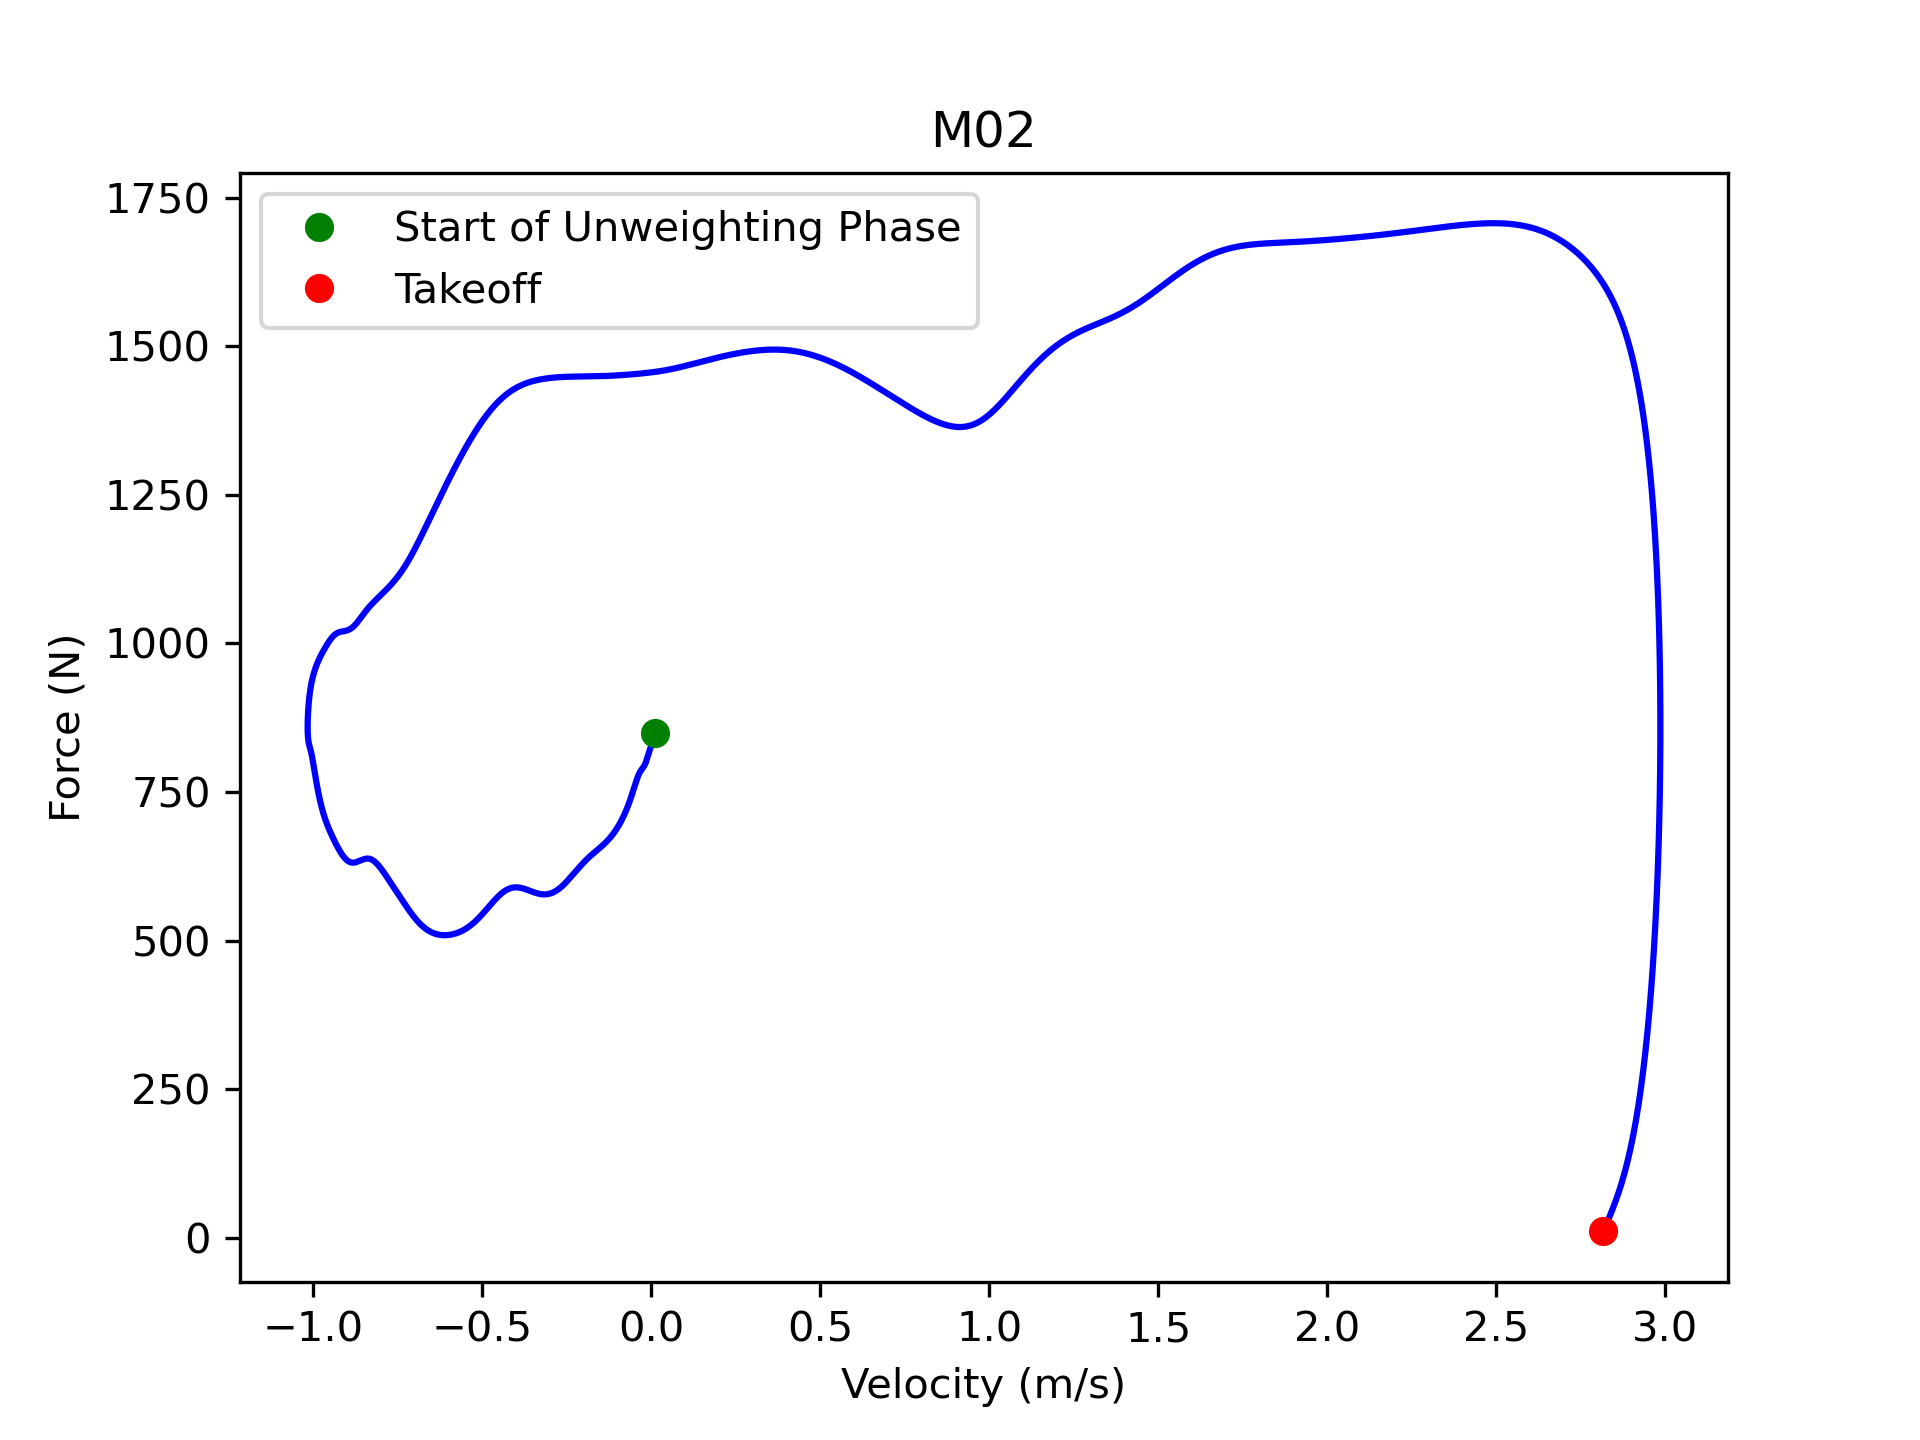 M02
Start of Unweighting Phase
Takeoff
1750
1500
1250
1000
750
500
250
0
Force (N)
−1.0 −0.5 0.0 0.5 1.0 1.5 2.0 2.5 3.0
Velocity (m/s)